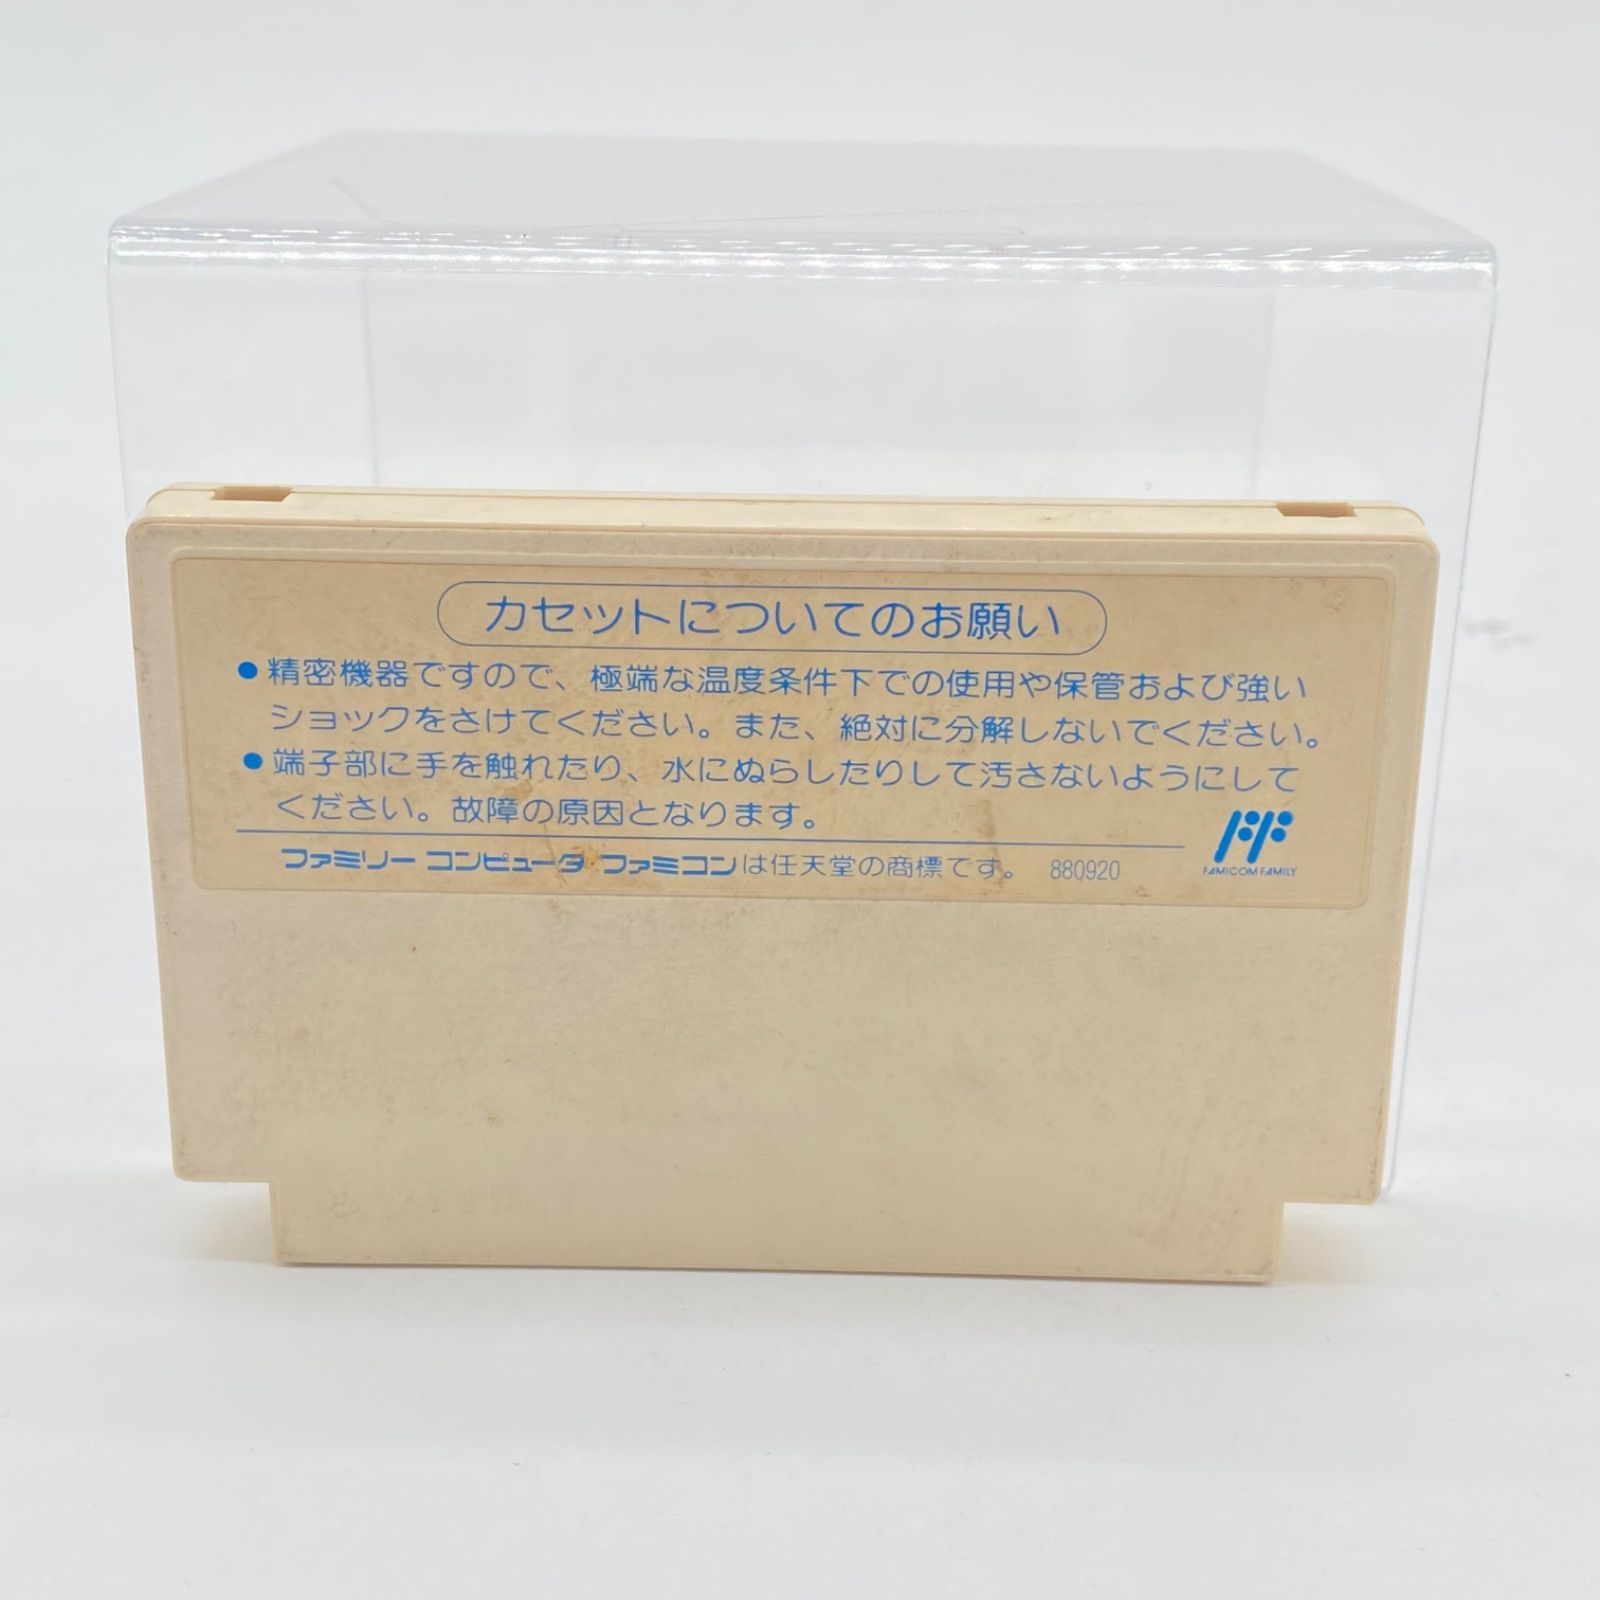 カセットについてのお願い
●精密機器ですので、極端な温度条件下での使用や保管および強い
ショックをさけてください。また、絶対に分解しないでください。
●端子部に手を触れたり、水にぬらしたりして汚さないようにして
ください。故障の原因となります。
ファミリー コンピュータ・ファミコンは任天堂の商標です。 880920
FAMICOM FAMILY